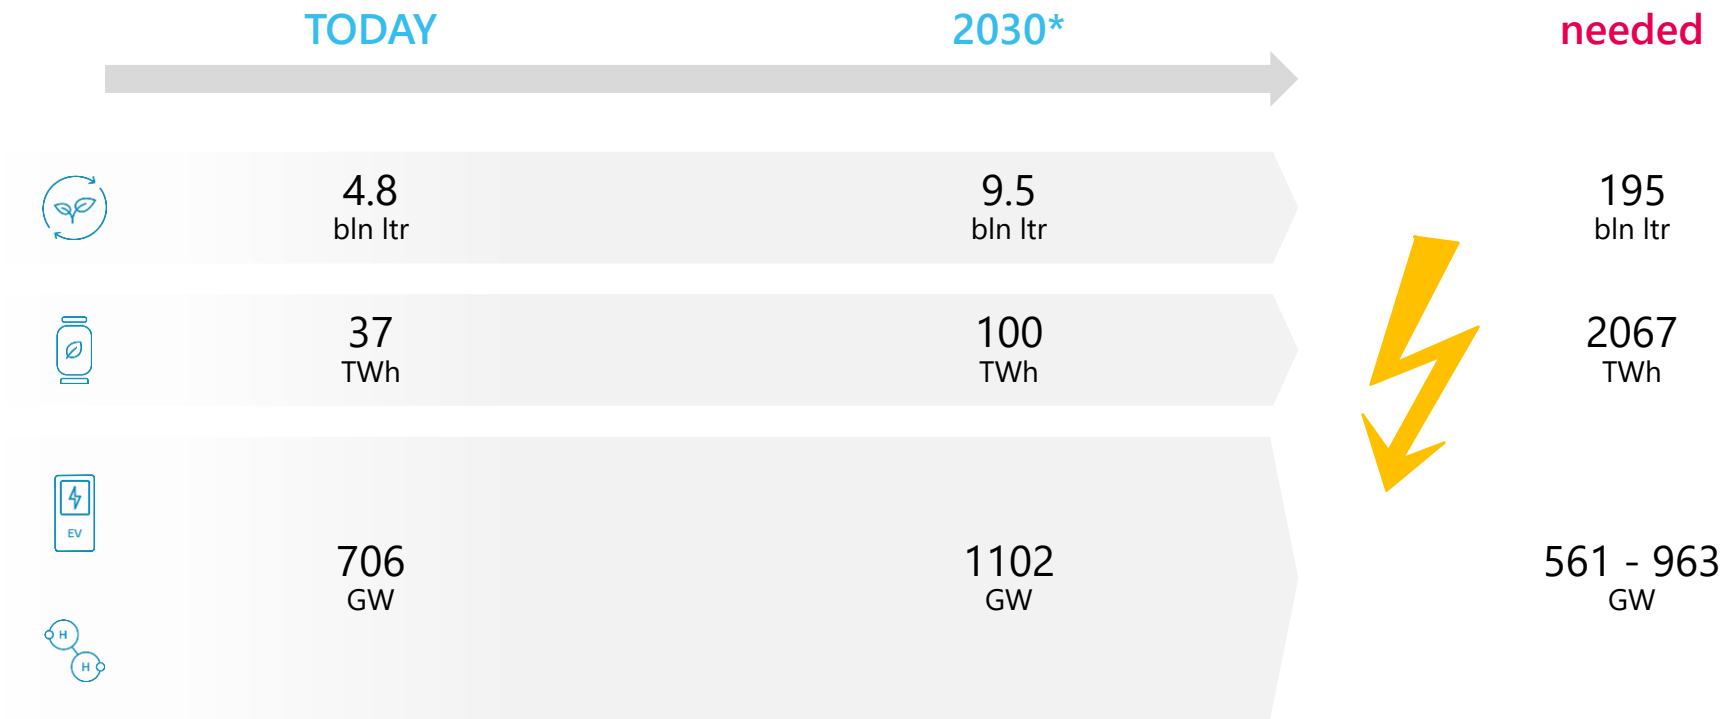 TODAY 2030* needed
4.8 9.5 195
bln ltr bln ltr bln ltr
37 100 2067
TWh TWh TWh
EV
706 1102 561 - 963
GW GW GW
H
H